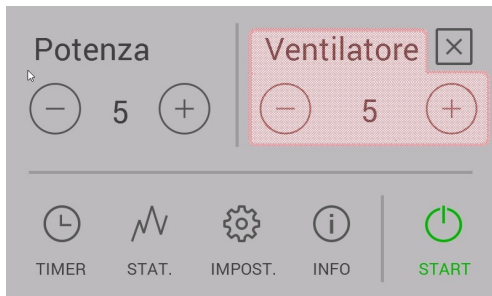 Potenza
Ventilatore
5
5
TIMER
STAT.
IMPOST.
INFO
START